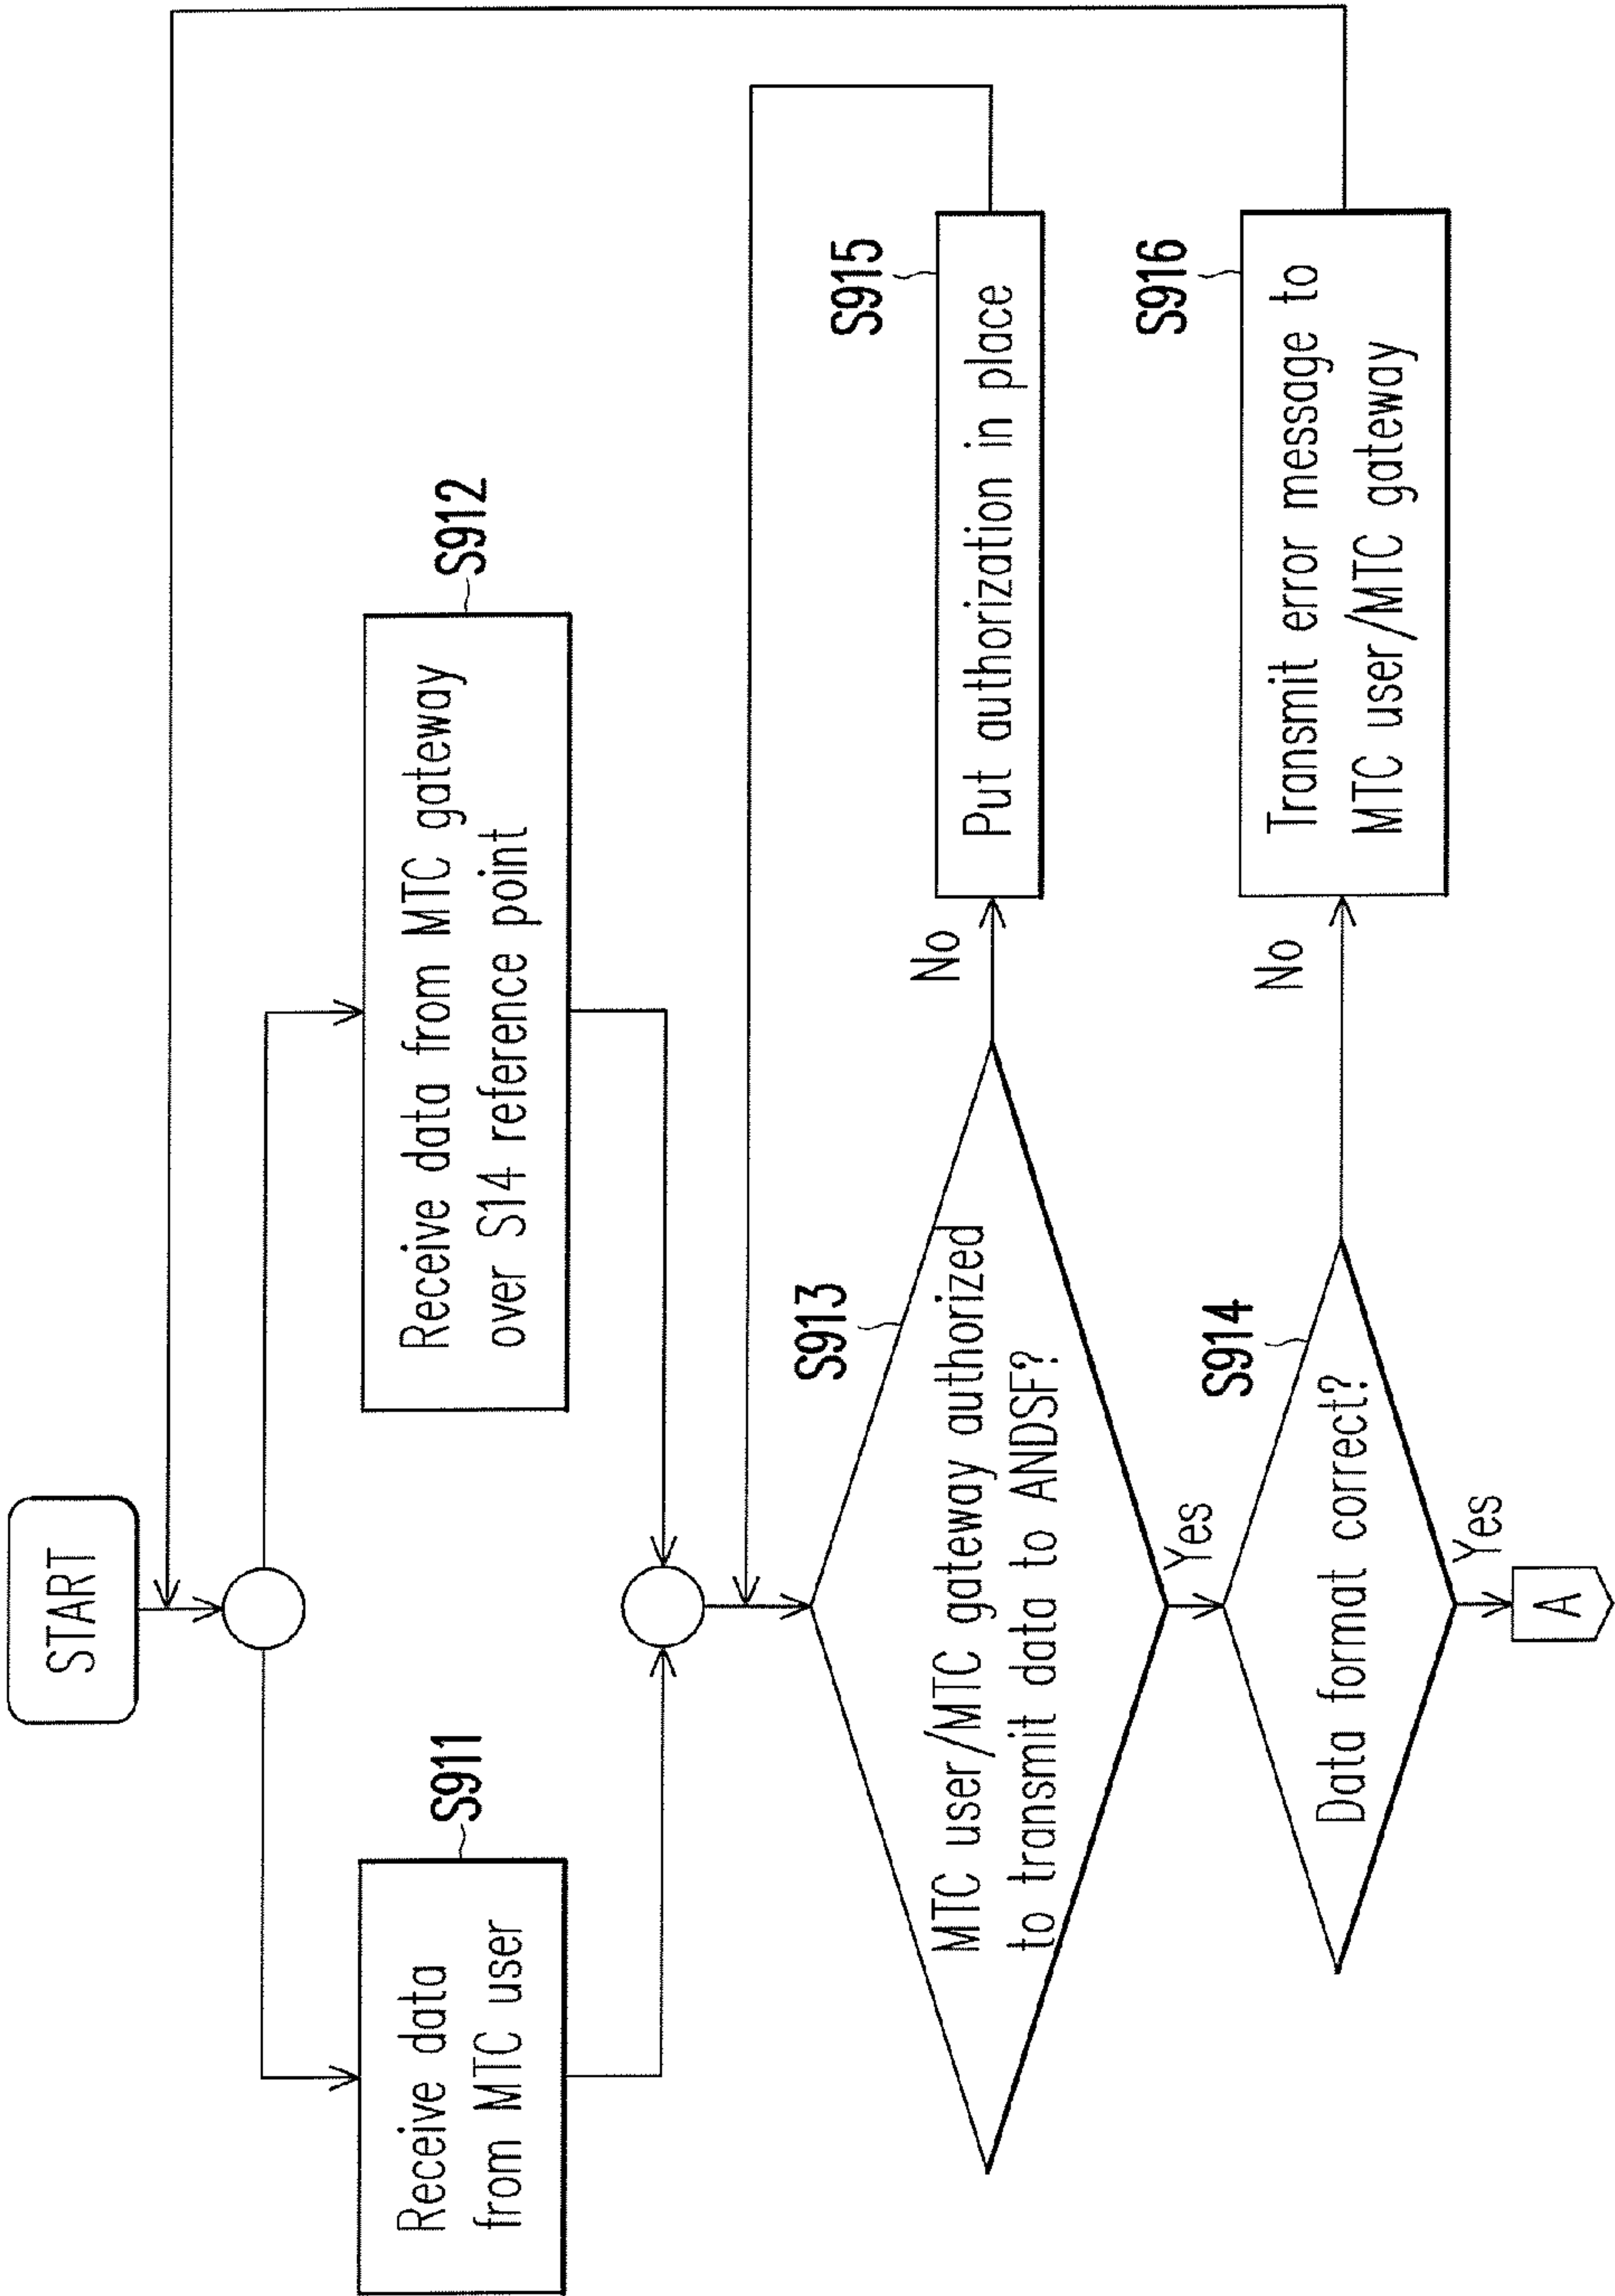 START
S911
Receive data
from MTC user
S912
Receive data from MTC gateway
over S14 reference point
S913
MTC user/MTC gateway authorized
to transmit data to ANDSF?
No
S915
Put authorization in place
Yes
S914
Data format correct?
No
S916
Transmit error message to
MTC user/MTC gateway
Yes
A